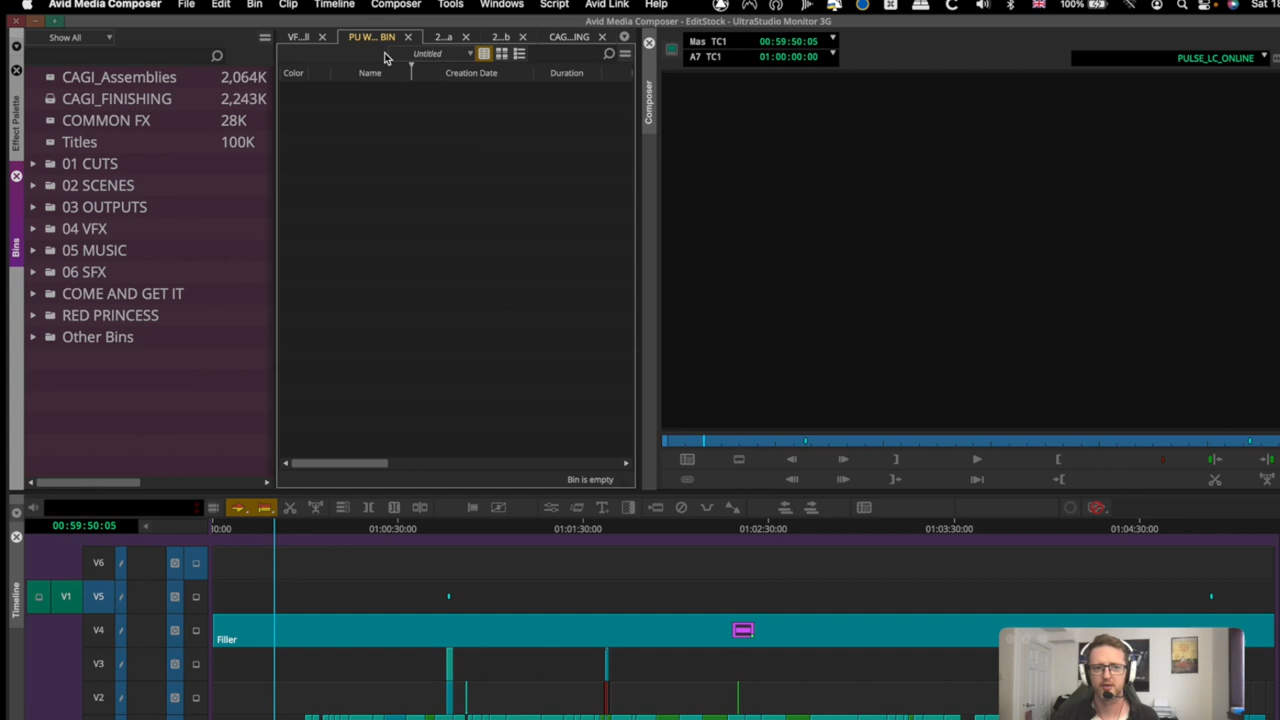 Avid Media Composer File Edit Bin Clip Timeline Composer Tools Windows Script Avid Link Help 100% Sat 18
Avid Media Composer - EditStock - UltraStudio Monitor 3G
Show All
VF...ll
PU W... BIN
2...a
2...b
CAG...ING
Untitled
Color Name Creation Date Duration
Effect Palette
Bins
CAGI_Assemblies 2,064K
CAGI_FINISHING 2,243K
COMMON FX 28K
Titles 100K
01 CUTS
02 SCENES
03 OUTPUTS
04 VFX
05 MUSIC
06 SFX
COME AND GET IT
RED PRINCESS
Other Bins
Bin is empty
Composer
Mas TC1 00:59:50:05
A7 TC1 01:00:00:00
PULSE_LC_ONLINE
00:59:50:05
30:00 01:00:30:00 01:01:30:00 01:02:30:00 01:03:30:00 01:04:30:00
Timeline
V6
V1 V5
V4
Filler
V3
V2